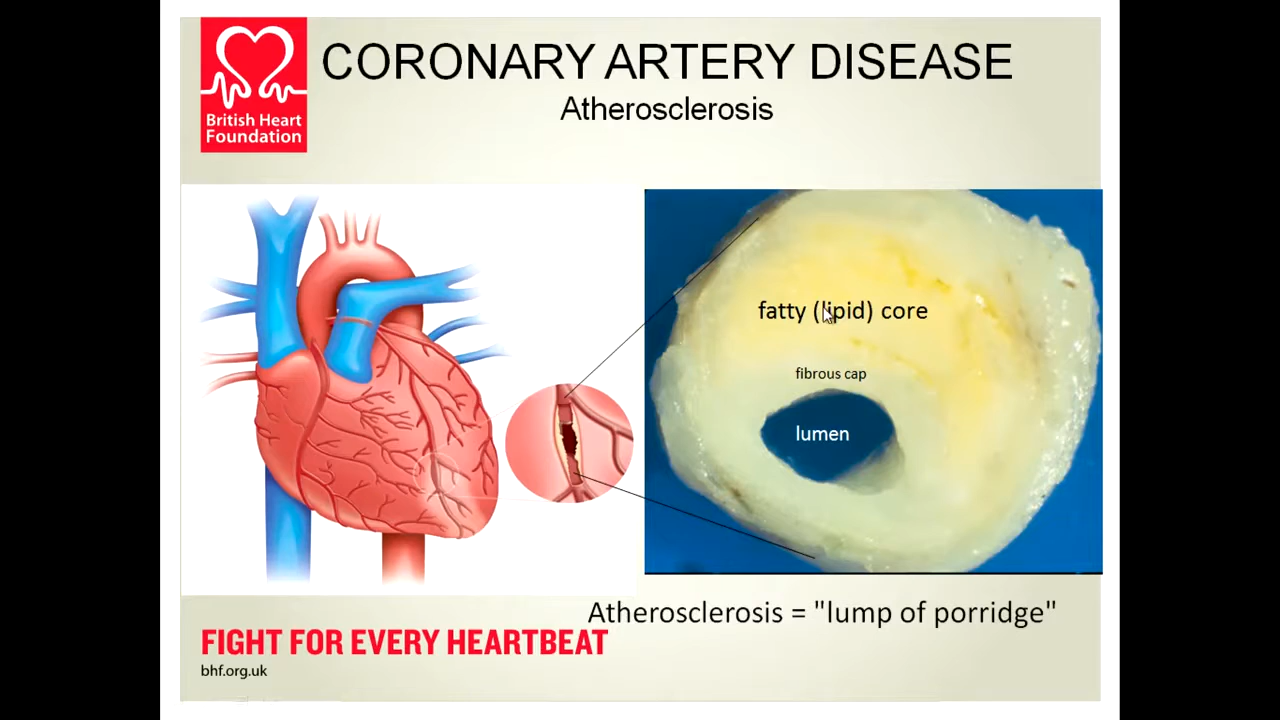 CORONARY ARTERY DISEASE
Atherosclerosis
British Heart
Foundation
fatty (lipid) core
fibrous cap
lumen
Atherosclerosis = "lump of porridge"
FIGHT FOR EVERY HEARTBEAT
bhf.org.uk